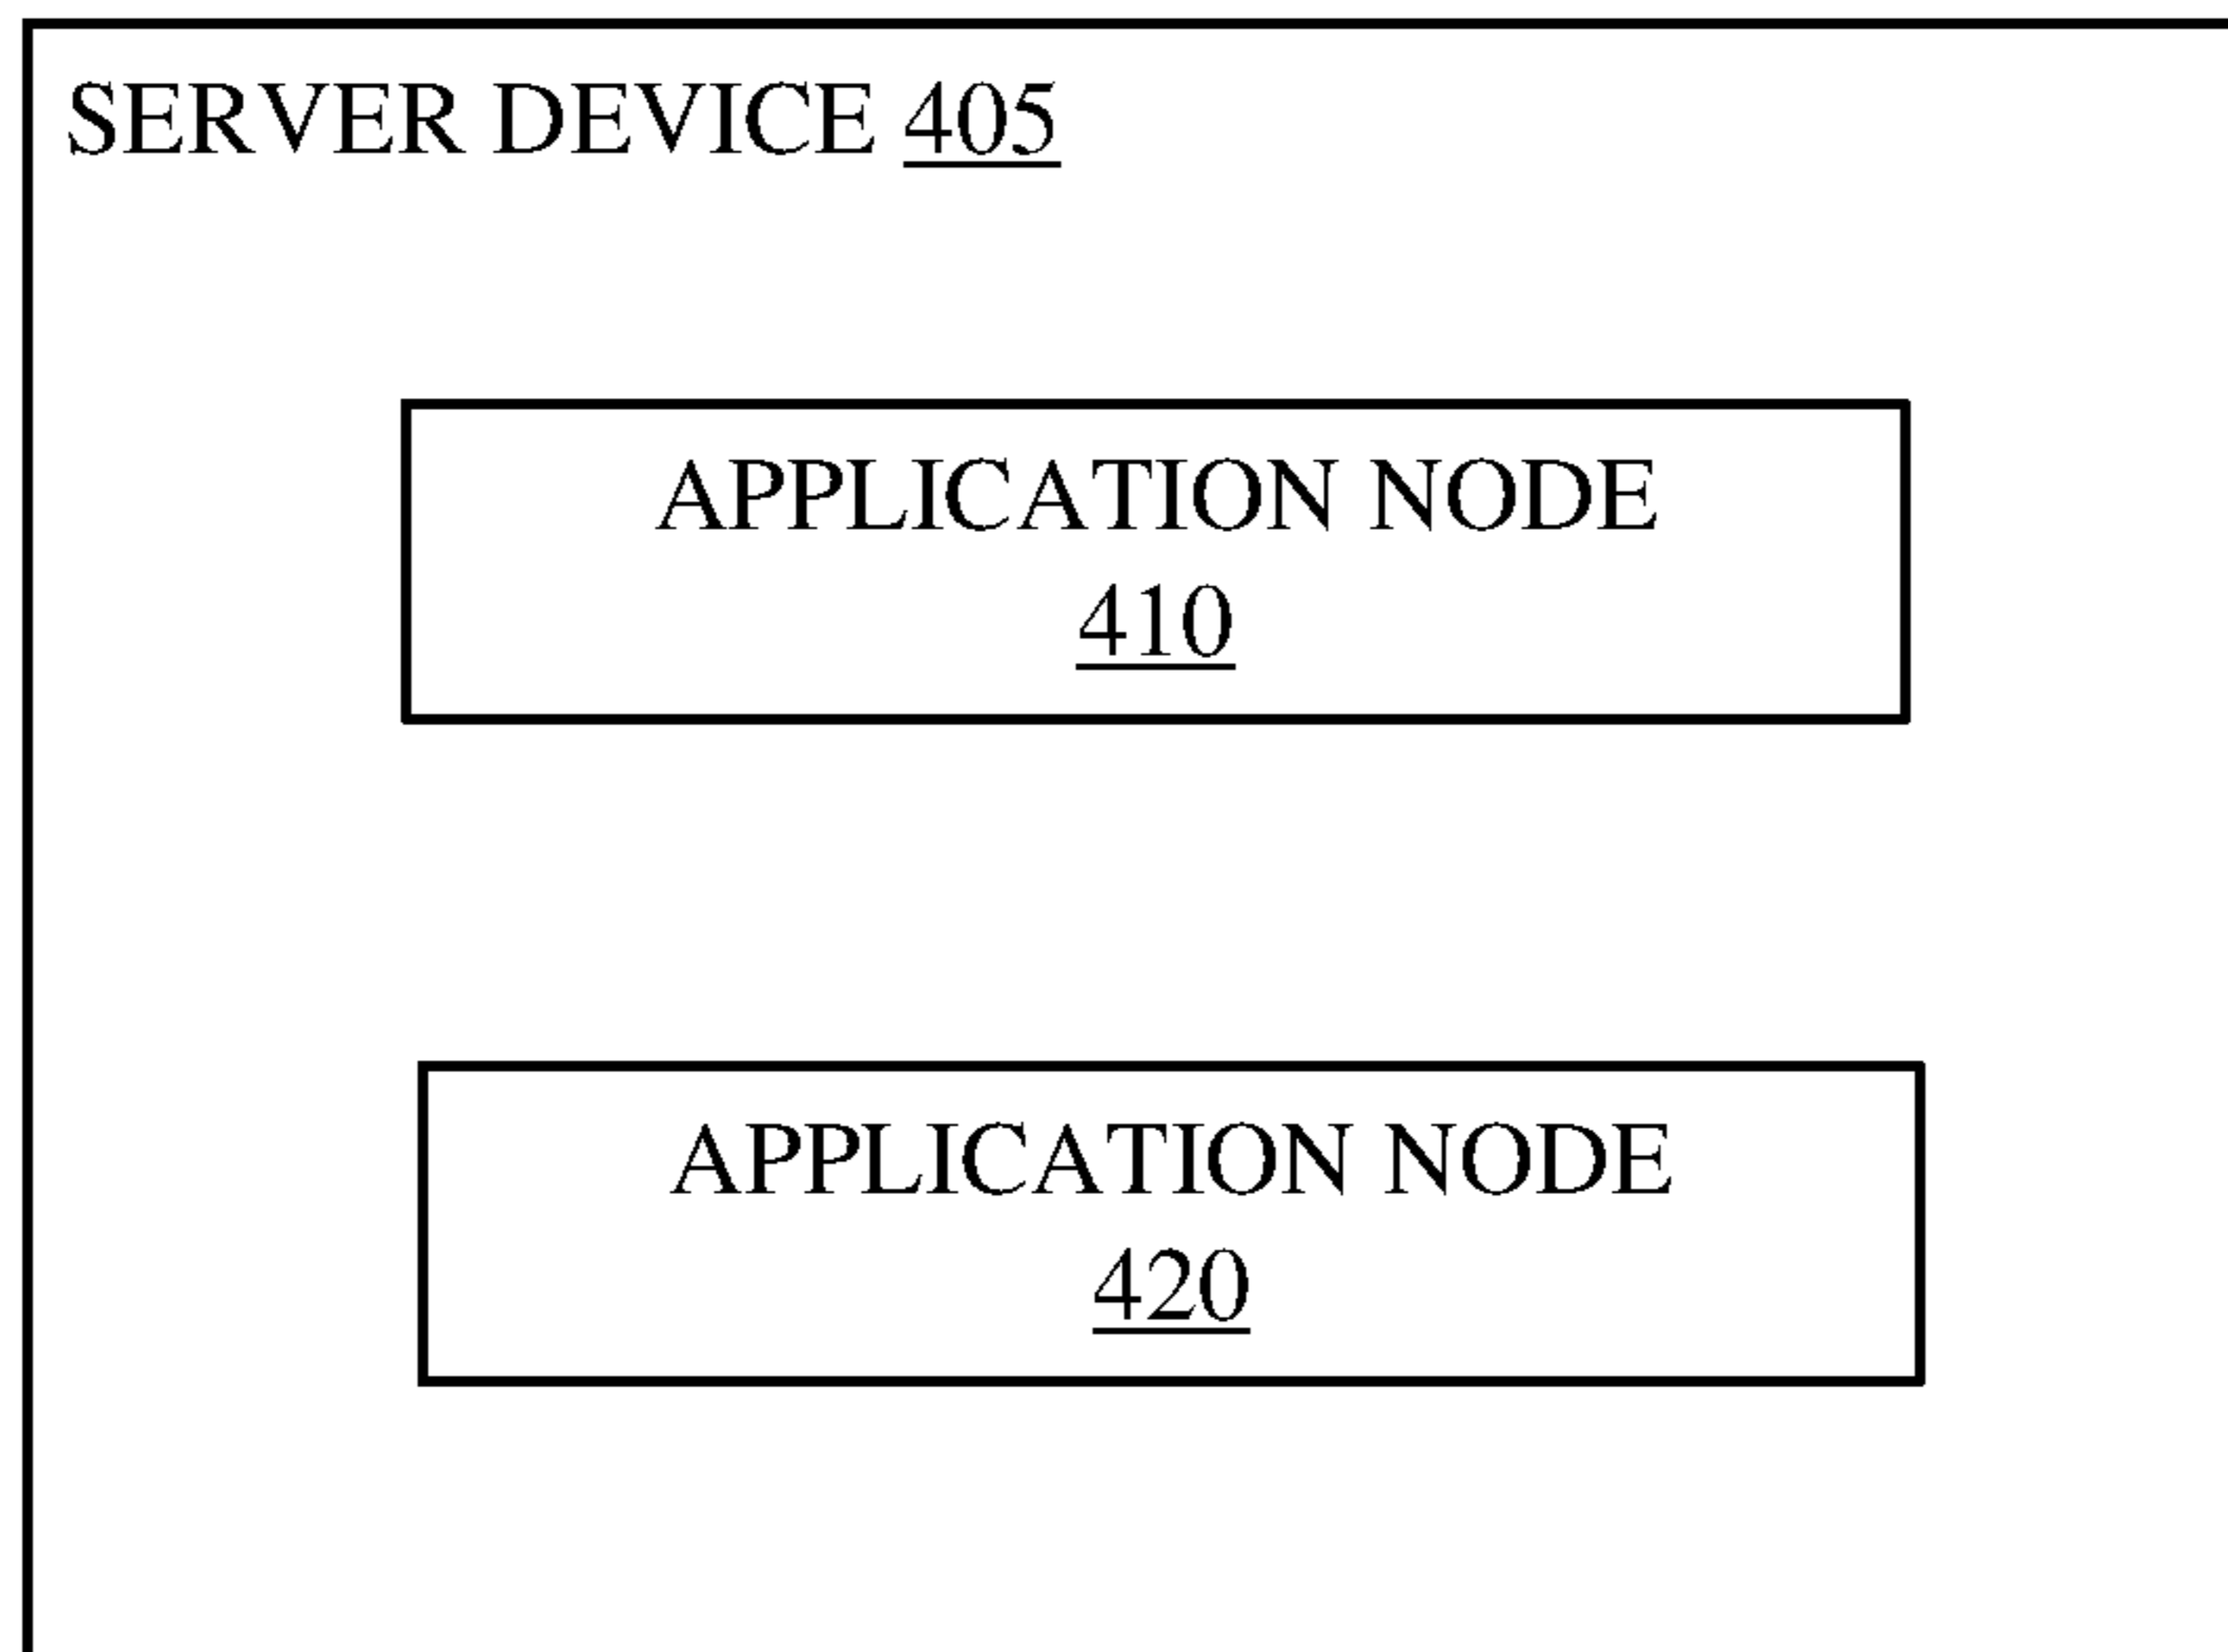 SERVER DEVICE 405
APPLICATION NODE
410
APPLICATION NODE
420